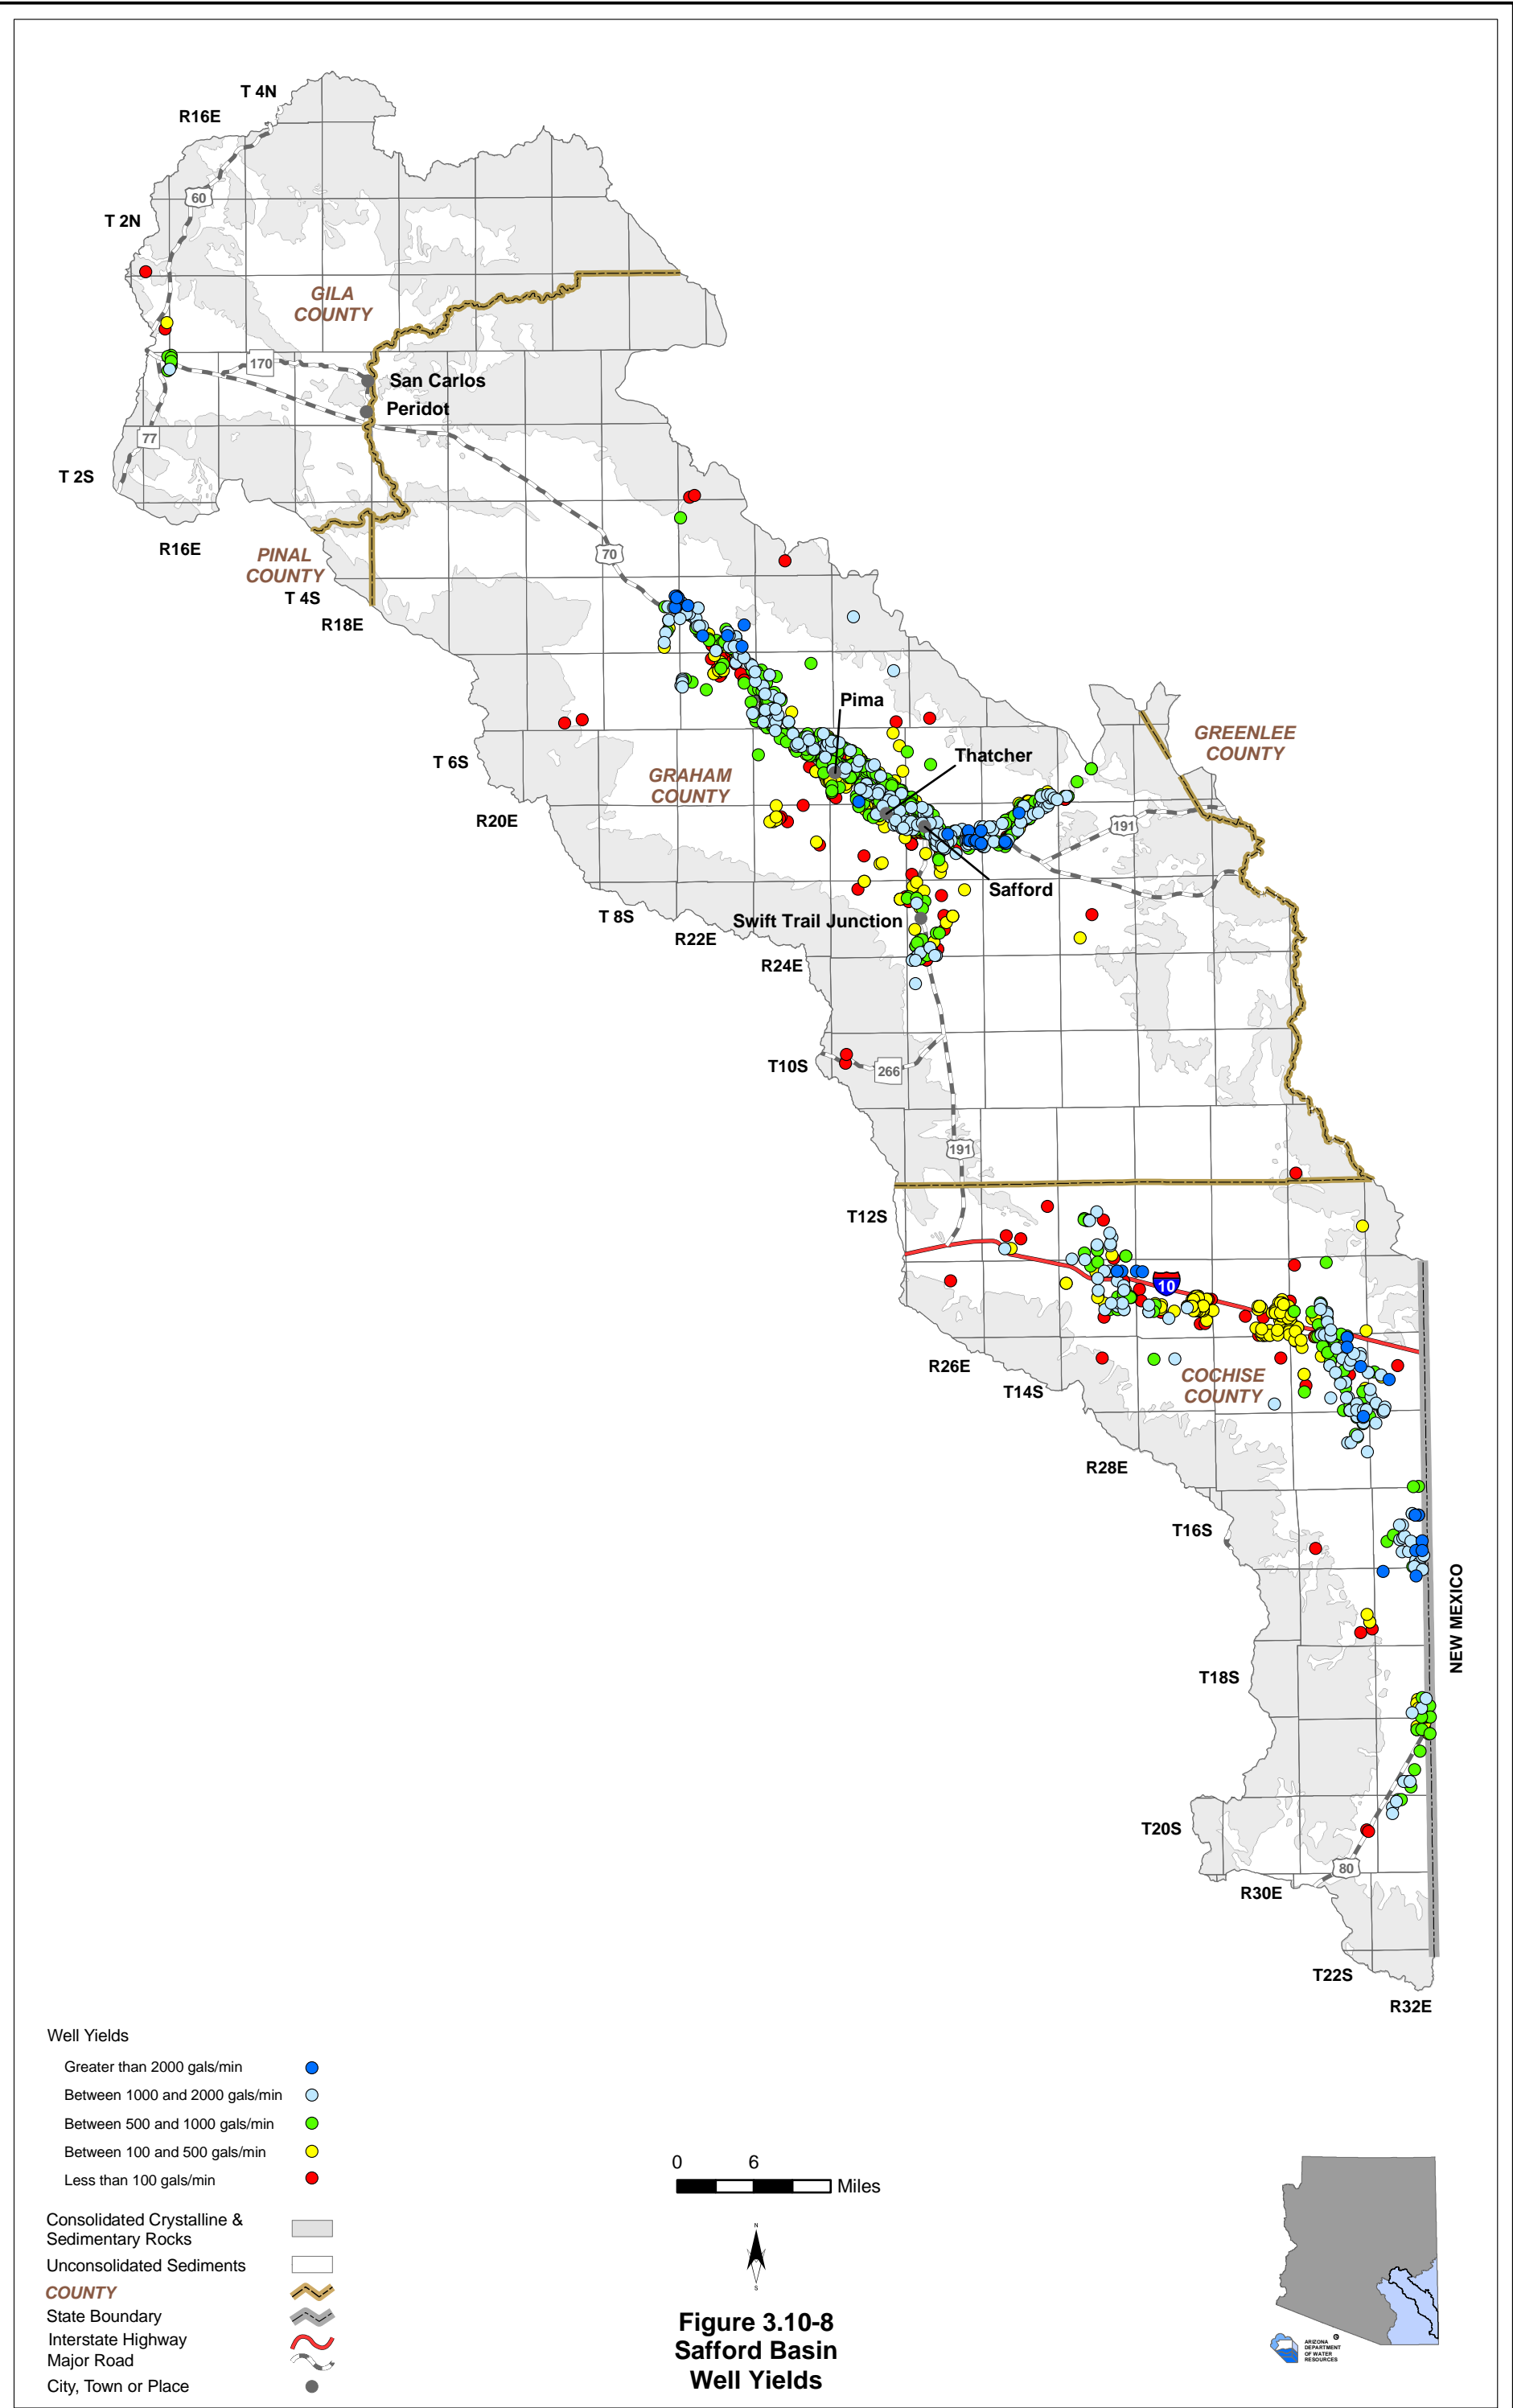 T 4N
R16E
60
T 2N
GILA
COUNTY
170
San Carlos
Peridot
77
T 2S
R16E
PINAL
COUNTY
T 4S
R18E
70
Pima
GREENLEE
COUNTY
Thatcher
T 6S
GRAHAM
COUNTY
R20E
191
Safford
T 8S
Swift Trail Junction
R22E
R24E
T10S
266
191
T12S
10
R26E
T14S
COCHISE
COUNTY
R28E
T16S
NEW MEXICO
T18S
T20S
80
R30E
T22S
R32E
Well Yields
Greater than 2000 gals/min
Between 1000 and 2000 gals/min
Between 500 and 1000 gals/min
Between 100 and 500 gals/min
Less than 100 gals/min
Consolidated Crystalline &
Sedimentary Rocks
Unconsolidated Sediments
COUNTY
State Boundary
Interstate Highway
Major Road
City, Town or Place
0 6
Miles
N
S
Figure 3.10-8
Safford Basin
Well Yields
ARIZONA
DEPARTMENT
OF WATER
RESOURCES